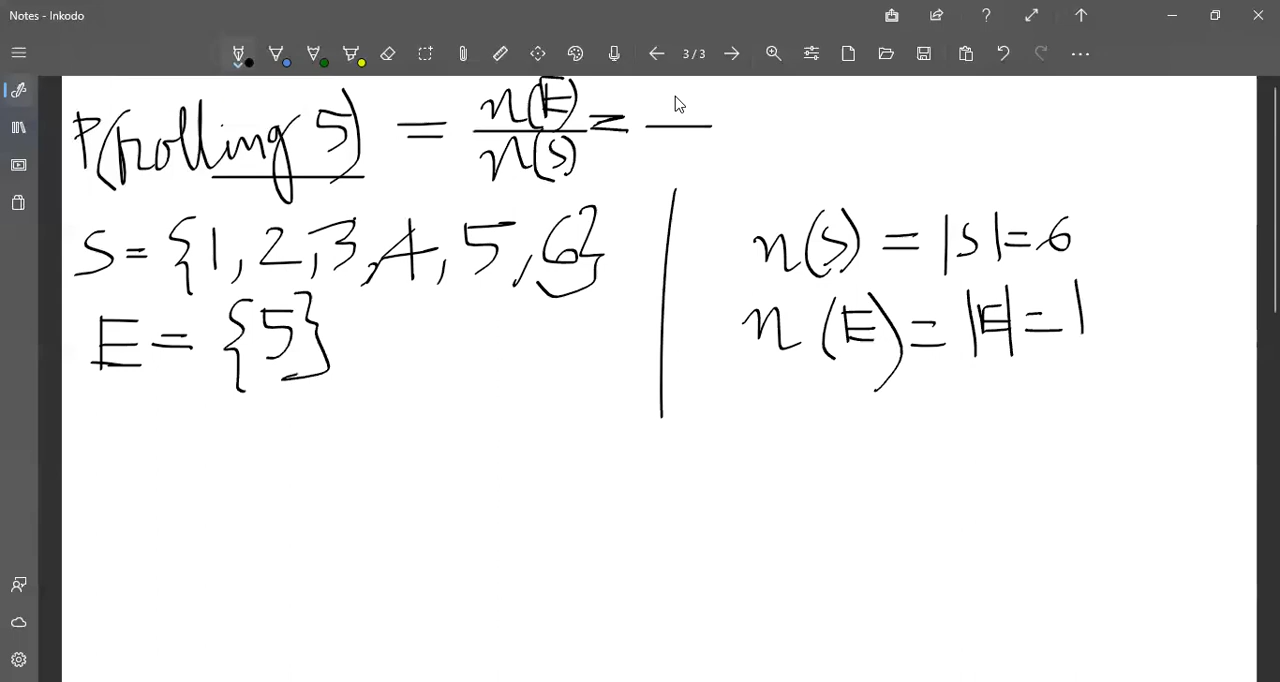 Notes - Inkodo
3/3
P(rolling 5) = n(E)/n(S) =
S = {1, 2, 3, 4, 5, 6}
n(S) = |S| = 6
E = {5}
n(E) = |E| = 1